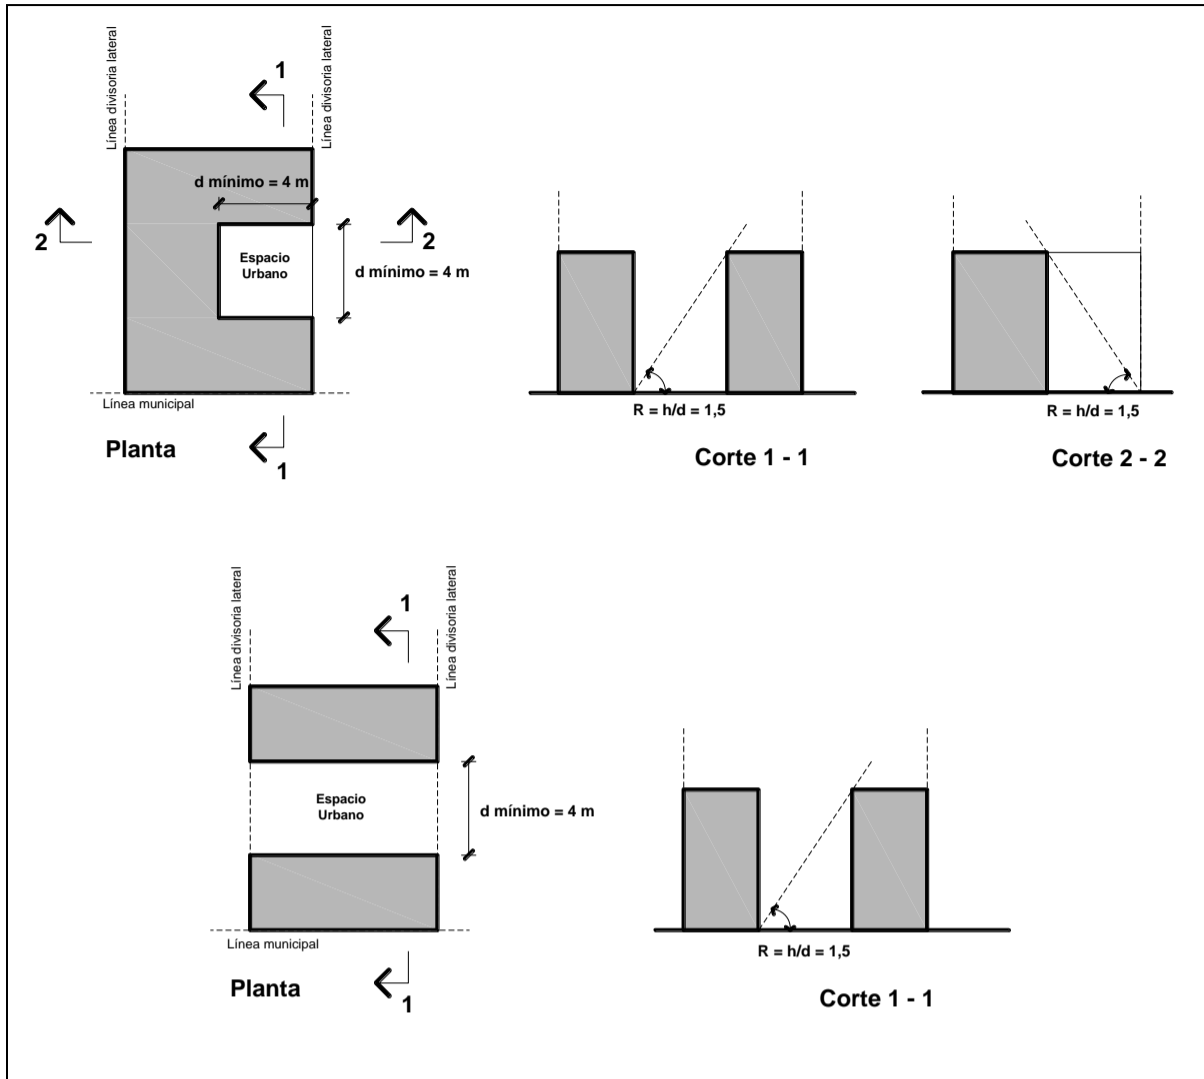 Línea divisoria lateral
Línea divisoria lateral
1
d mínimo = 4 m
2
2
Espacio
Urbano
d mínimo = 4 m
Línea municipal
Planta
1
R = h/d = 1,5
Corte 1 - 1
R = h/d = 1,5
Corte 2 - 2
Línea divisoria lateral
Línea divisoria lateral
1
Espacio
Urbano
d mínimo = 4 m
Línea municipal
Planta
1
R = h/d = 1,5
Corte 1 - 1